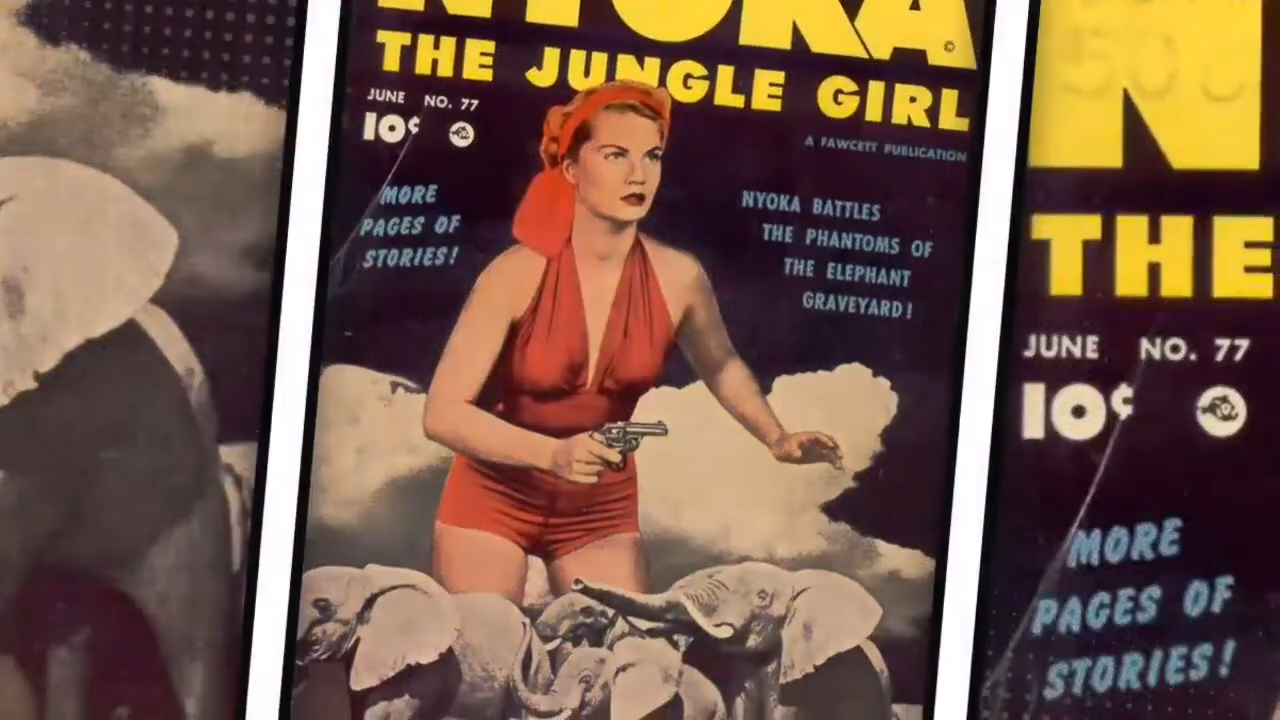 NYOKA
THE JUNGLE GIRL
JUNE NO. 77
10¢
A FAWCETT PUBLICATION
MORE
PAGES OF
STORIES!
NYOKA BATTLES
THE PHANTOMS OF
THE ELEPHANT
GRAVEYARD!
N
THE
JUNE NO. 77
10¢
MORE
PAGES OF
STORIES!